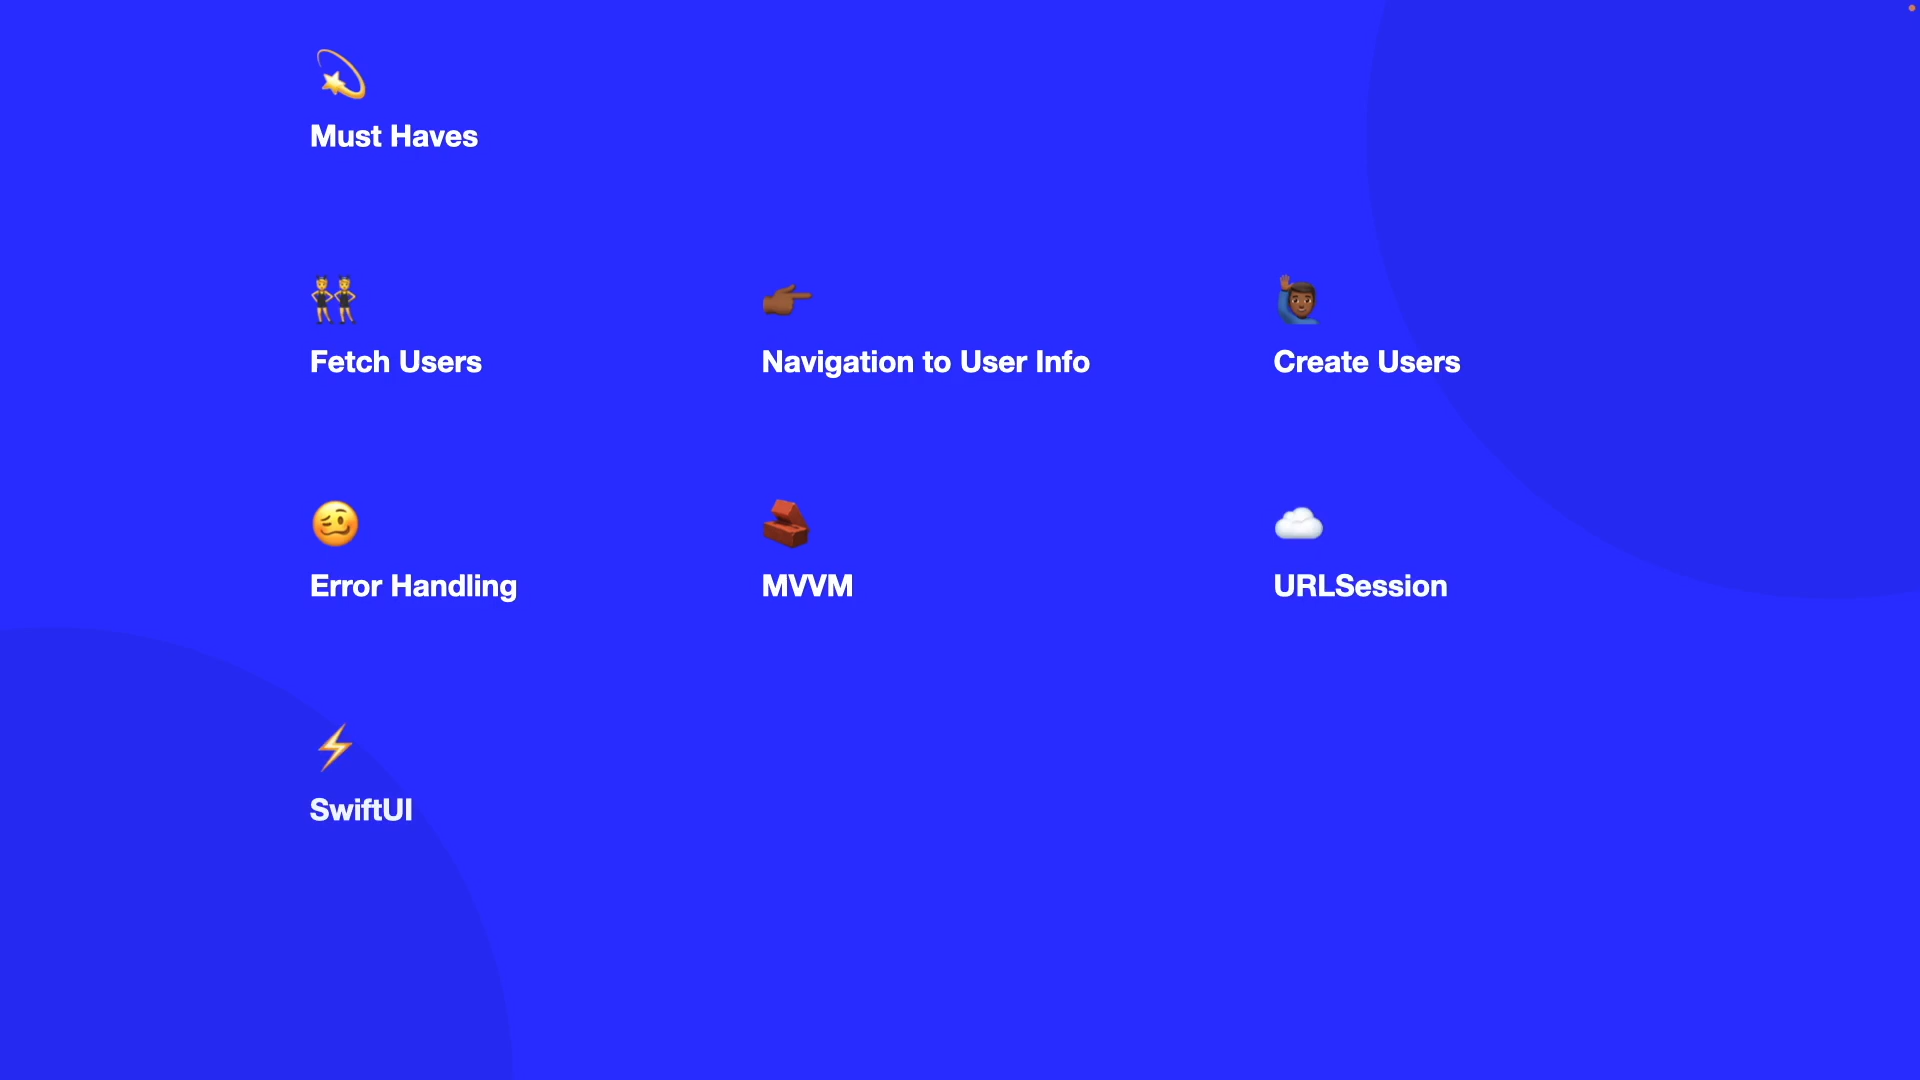 Must Haves
Fetch Users
Navigation to User Info
Create Users
Error Handling
MVVM
URLSession
SwiftUI